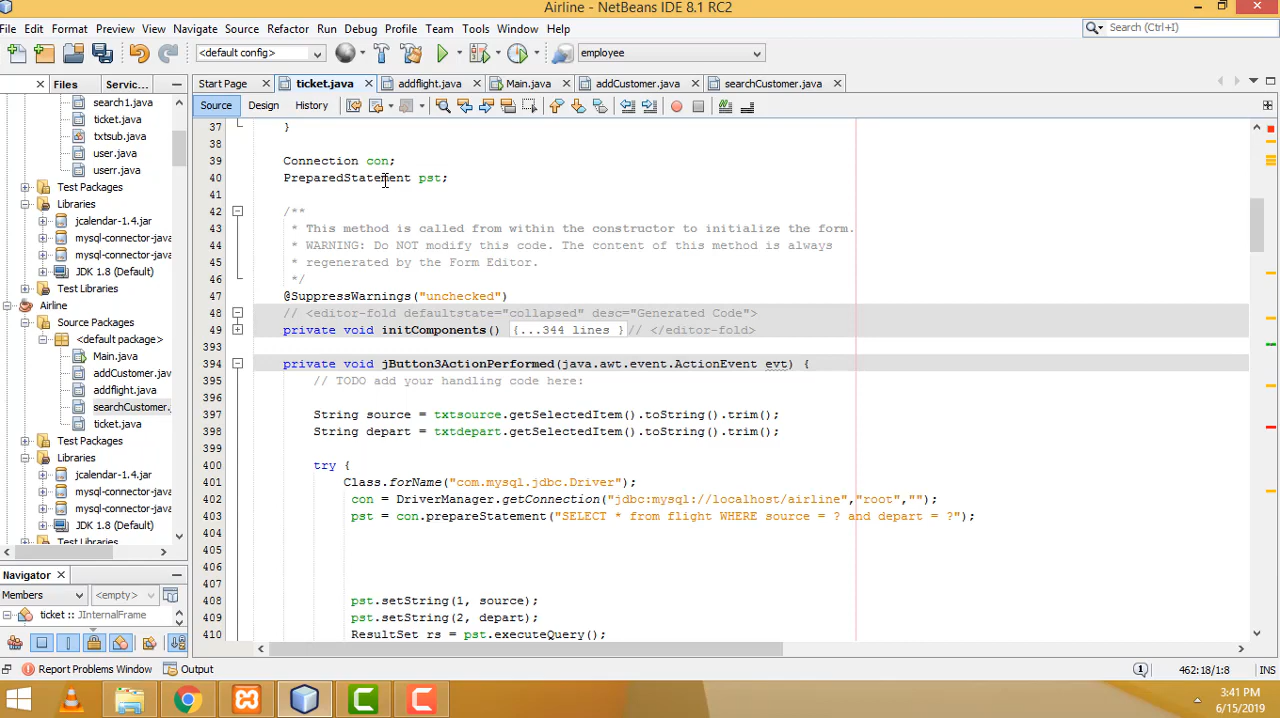 Airline - NetBeans IDE 8.1 RC2
File Edit Format Preview View Navigate Source Refactor Run Debug Profile Team Tools Window Help
Search (Ctrl+I)
<default config>
employee
Files
Servic...
Start Page
ticket.java
addflight.java
Main.java
addCustomer.java
searchCustomer.java
Source Design History
search1.java
ticket.java
txtsub.java
user.java
userr.java
Test Packages
Libraries
jcalendar-1.4.jar
mysql-connector-java
mysql-connector-java
JDK 1.8 (Default)
Test Libraries
Airline
Source Packages
<default package>
Main.java
addCustomer.java
addflight.java
searchCustomer.
ticket.java
Test Packages
Libraries
jcalendar-1.4.jar
mysql-connector-java
mysql-connector-java
JDK 1.8 (Default)
Test Libraries
Navigator
Members
<empty>
ticket :: JInternalFrame
37 }
38
39 Connection con;
40 PreparedStatement pst;
41
42 /**
43 * This method is called from within the constructor to initialize the form.
44 * WARNING: Do NOT modify this code. The content of this method is always
45 * regenerated by the Form Editor.
46 */
47 @SuppressWarnings("unchecked")
48 // <editor-fold defaultstate="collapsed" desc="Generated Code">
49 private void initComponents() {...344 lines }// </editor-fold>
393
394 private void jButton3ActionPerformed(java.awt.event.ActionEvent evt) {
395 // TODO add your handling code here:
396
397 String source = txtsource.getSelectedItem().toString().trim();
398 String depart = txtdepart.getSelectedItem().toString().trim();
399
400 try {
401 Class.forName("com.mysql.jdbc.Driver");
402 con = DriverManager.getConnection("jdbc:mysql://localhost/airline","root","");
403 pst = con.prepareStatement("SELECT * from flight WHERE source = ? and depart = ?");
404
405
406
407
408 pst.setString(1, source);
409 pst.setString(2, depart);
410 ResultSet rs = pst.executeQuery();
Report Problems Window
Output
1
462:18/1:8
INS
3:41 PM
6/15/2019